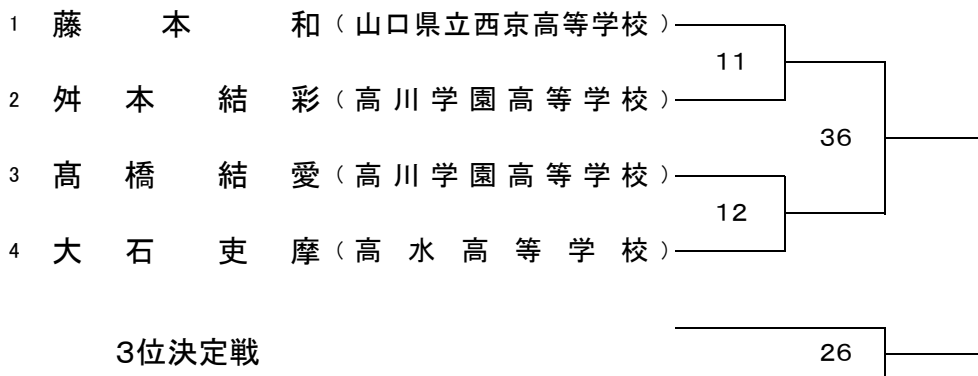 1 藤本和（山口県立西京高等学校）
11
2 舛本結彩（高川学園高等学校）
36
3 髙橋結愛（高川学園高等学校）
12
4 大石吏摩（高水高等学校）
3位決定戦 26